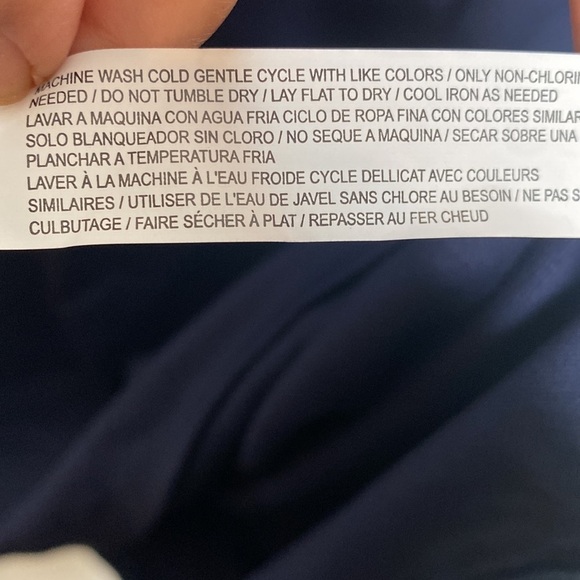 MACHINE WASH COLD GENTLE CYCLE WITH LIKE COLORS / ONLY NON-CHLORI
NEEDED / DO NOT TUMBLE DRY / LAY FLAT TO DRY / COOL IRON AS NEEDED
LAVAR A MAQUINA CON AGUA FRIA CICLO DE ROPA FINA CON COLORES SIMILAR
SOLO BLANQUEADOR SIN CLORO / NO SEQUE A MAQUINA / SECAR SOBRE UNA
PLANCHAR A TEMPERATURA FRIA
LAVER À LA MACHINE À L'EAU FROIDE CYCLE DELLICAT AVEC COULEURS
SIMILAIRES / UTILISER DE L'EAU DE JAVEL SANS CHLORE AU BESOIN / NE PAS S
CULBUTAGE / FAIRE SÉCHER À PLAT / REPASSER AU FER CHEUD